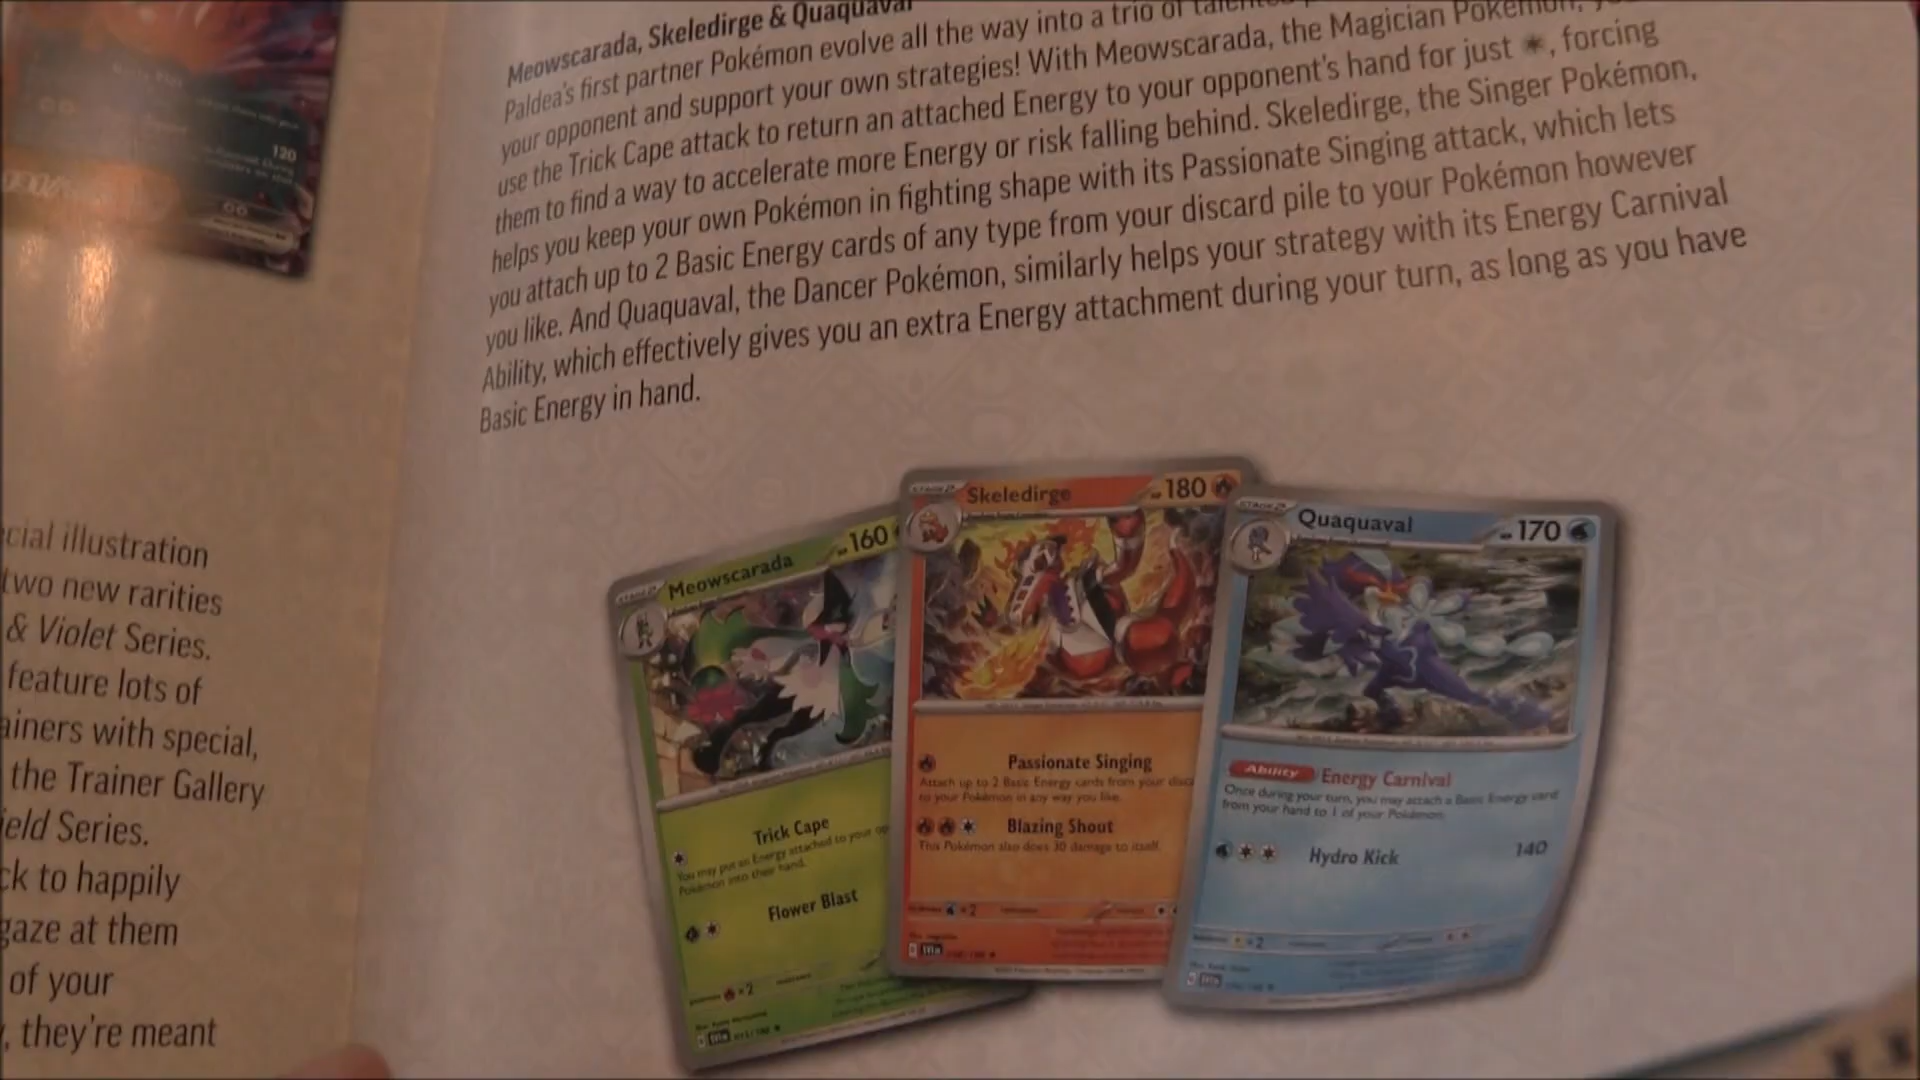 120
cial illustration
two new rarities
& Violet Series.
feature lots of
ainers with special,
the Trainer Gallery
ield Series.
ck to happily
gaze at them
of your
, they're meant
Meowscarada, Skeledirge & Quaquaval
Paldea's first partner Pokémon evolve all the way into a trio of
your opponent and support your own strategies! With Meowscarada, the Magician Pokémon,
use the Trick Cape attack to return an attached Energy to your opponent's hand for just ✴, forcing
them to find a way to accelerate more Energy or risk falling behind. Skeledirge, the Singer Pokémon,
helps you keep your own Pokémon in fighting shape with its Passionate Singing attack, which lets
you attach up to 2 Basic Energy cards of any type from your discard pile to your Pokémon however
you like. And Quaquaval, the Dancer Pokémon, similarly helps your strategy with its Energy Carnival
Ability, which effectively gives you an extra Energy attachment during your turn, as long as you have
Basic Energy in hand.
Meowscarada 160
Trick Cape
You may put an Energy attached to your op
Pokémon into their hand.
Flower Blast
×2
Skeledirge 180
Passionate Singing
Attach up to 2 Basic Energy cards from your disc
to your Pokémon in any way you like.
Blazing Shout
This Pokémon also does 30 damage to itself.
×2
STAGE 2 Quaquaval 170
Ability Energy Carnival
Once during your turn, you may attach a Basic Energy card
from your hand to 1 of your Pokémon.
Hydro Kick 140
×2